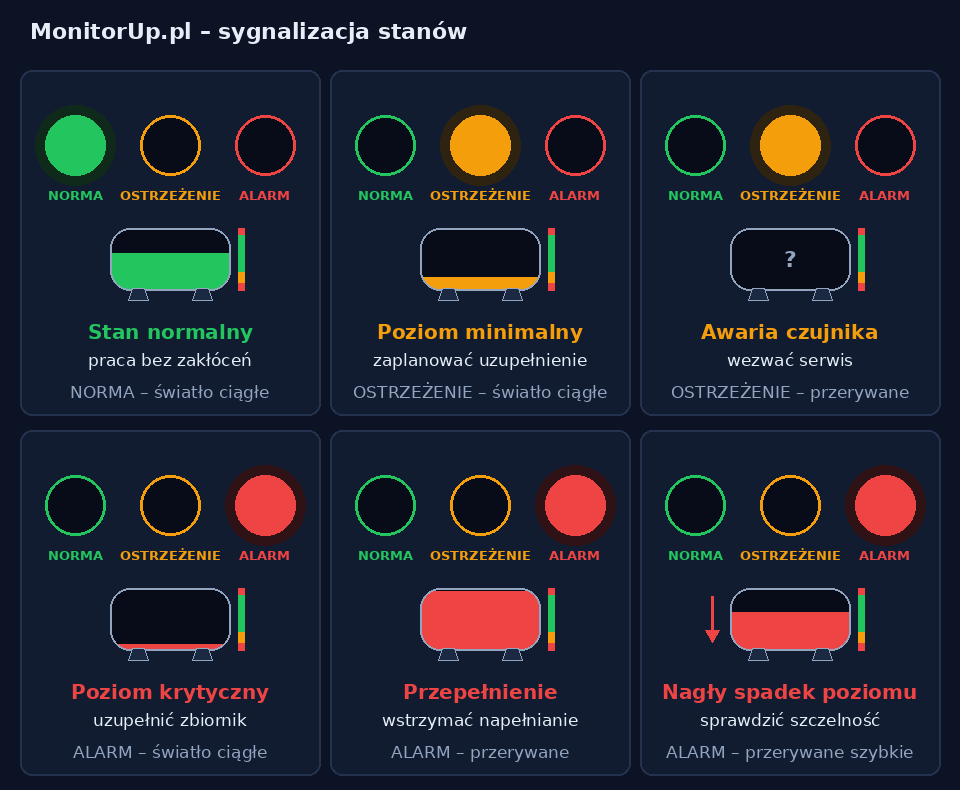 MonitorUp.pl – sygnalizacja stanów
NORMA OSTRZEŻENIE ALARM
Stan normalny
praca bez zakłóceń
NORMA – światło ciągłe
NORMA OSTRZEŻENIE ALARM
Poziom minimalny
zaplanować uzupełnienie
OSTRZEŻENIE – światło ciągłe
NORMA OSTRZEŻENIE ALARM
?
Awaria czujnika
wezwać serwis
OSTRZEŻENIE – przerywane
NORMA OSTRZEŻENIE ALARM
Poziom krytyczny
uzupełnić zbiornik
ALARM – światło ciągłe
NORMA OSTRZEŻENIE ALARM
Przepełnienie
wstrzymać napełnianie
ALARM – przerywane
NORMA OSTRZEŻENIE ALARM
Nagły spadek poziomu
sprawdzić szczelność
ALARM – przerywane szybkie